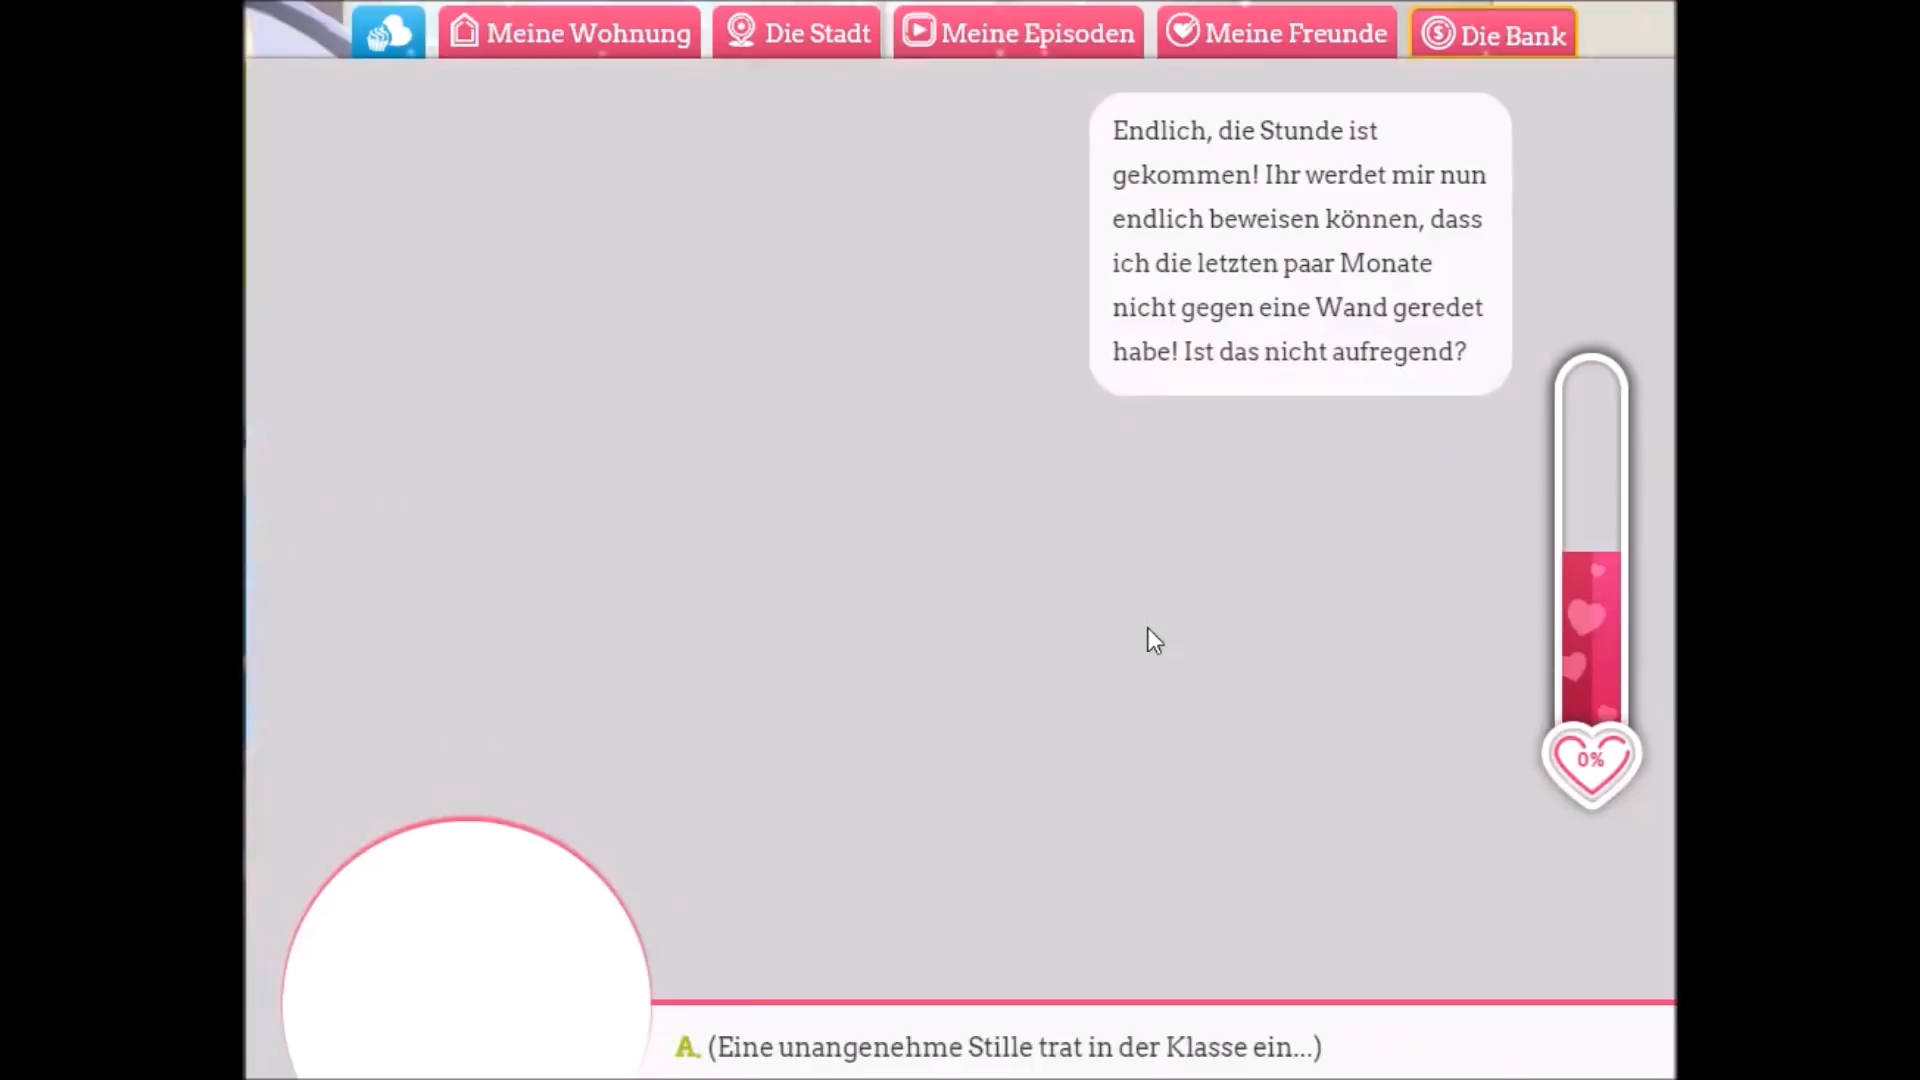 Meine Wohnung
Die Stadt
Meine Episoden
Meine Freunde
Die Bank
Endlich, die Stunde ist
gekommen! Ihr werdet mir nun
endlich beweisen können, dass
ich die letzten paar Monate
nicht gegen eine Wand geredet
habe! Ist das nicht aufregend?
0%
A. (Eine unangenehme Stille trat in der Klasse ein...)